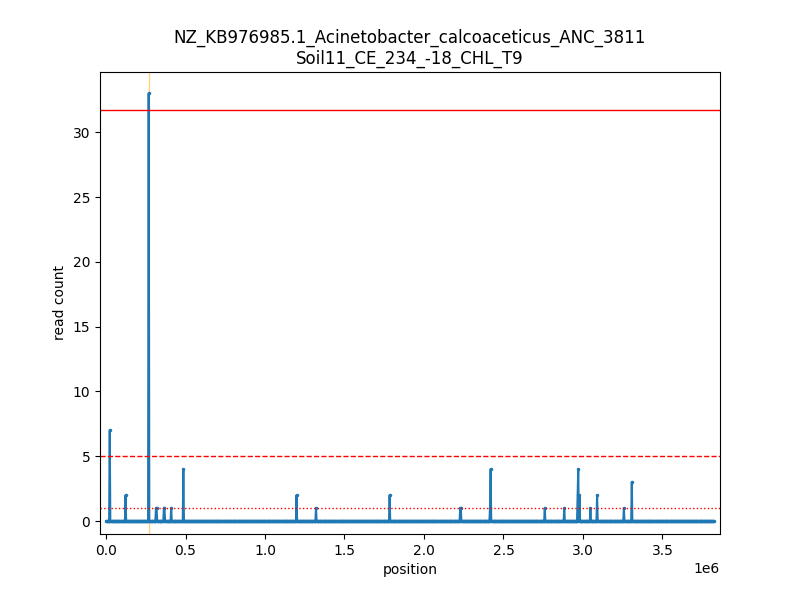 NZ_KB976985.1_Acinetobacter_calcoaceticus_ANC_3811
Soil11_CE_234_-18_CHL_T9
read count
30
25
20
15
10
5
0
0.0 0.5 1.0 1.5 2.0 2.5 3.0 3.5
1e6
position